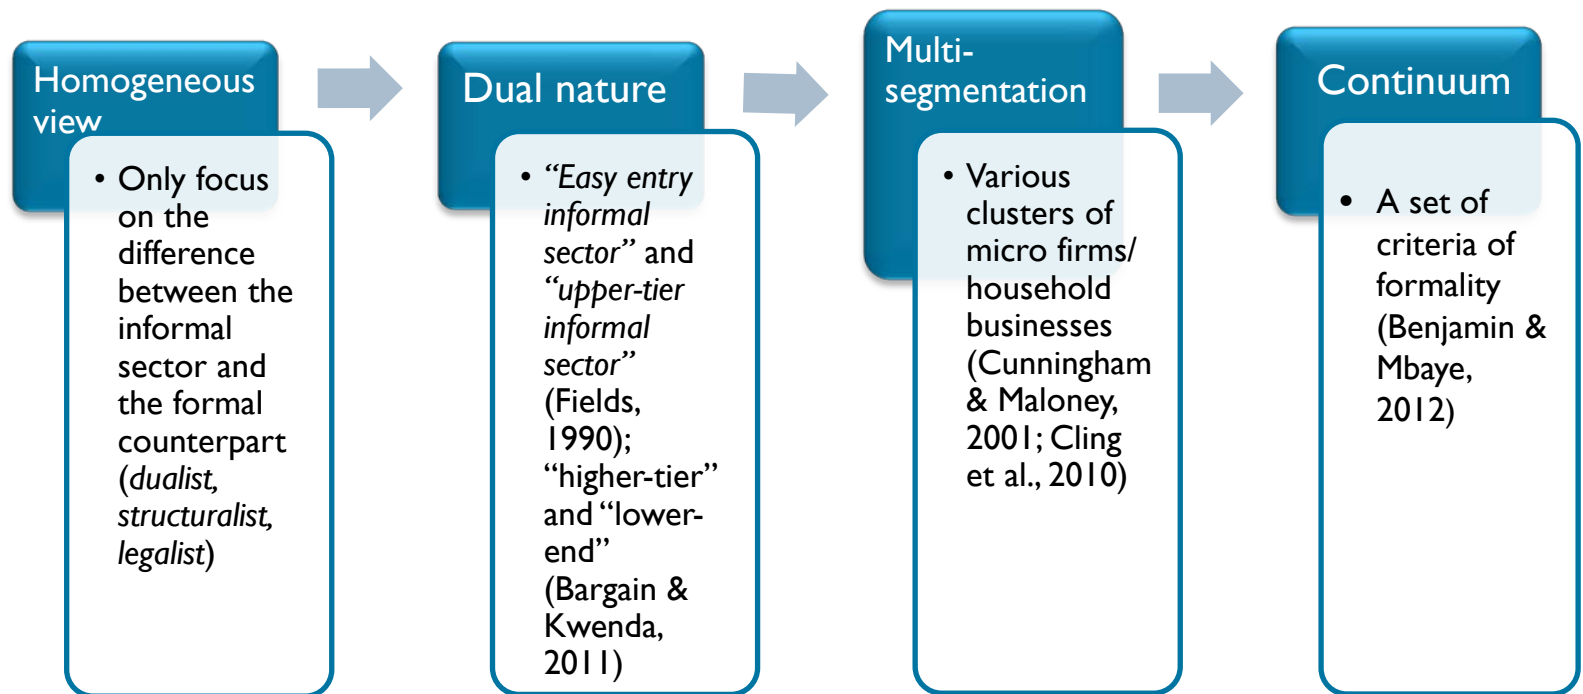 Homogeneous
view
• Only focus
on the
difference
between the
informal
sector and
the formal
counterpart
(dualist,
structuralist,
legalist)
Dual nature
• “Easy entry
informal
sector” and
“upper-tier
informal
sector”
(Fields,
1990);
“higher-tier”
and “lower-
end”
(Bargain &
Kwenda,
2011)
Multi-
segmentation
• Various
clusters of
micro firms/
household
businesses
(Cunningham
& Maloney,
2001; Cling
et al., 2010)
Continuum
• A set of
criteria of
formality
(Benjamin &
Mbaye,
2012)